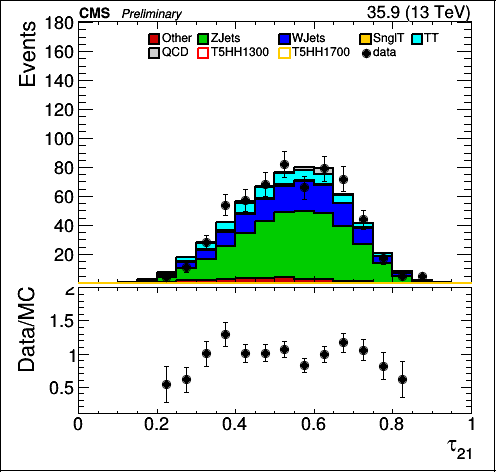 CMS Preliminary 35.9 (13 TeV)
Events
180
160
140
120
100
80
60
40
20
Other ZJets WJets SnglT TT
QCD T5HH1300 T5HH1700 data
Data/MC
2
1.5
1
0.5
0 0.2 0.4 0.6 0.8 1
τ21